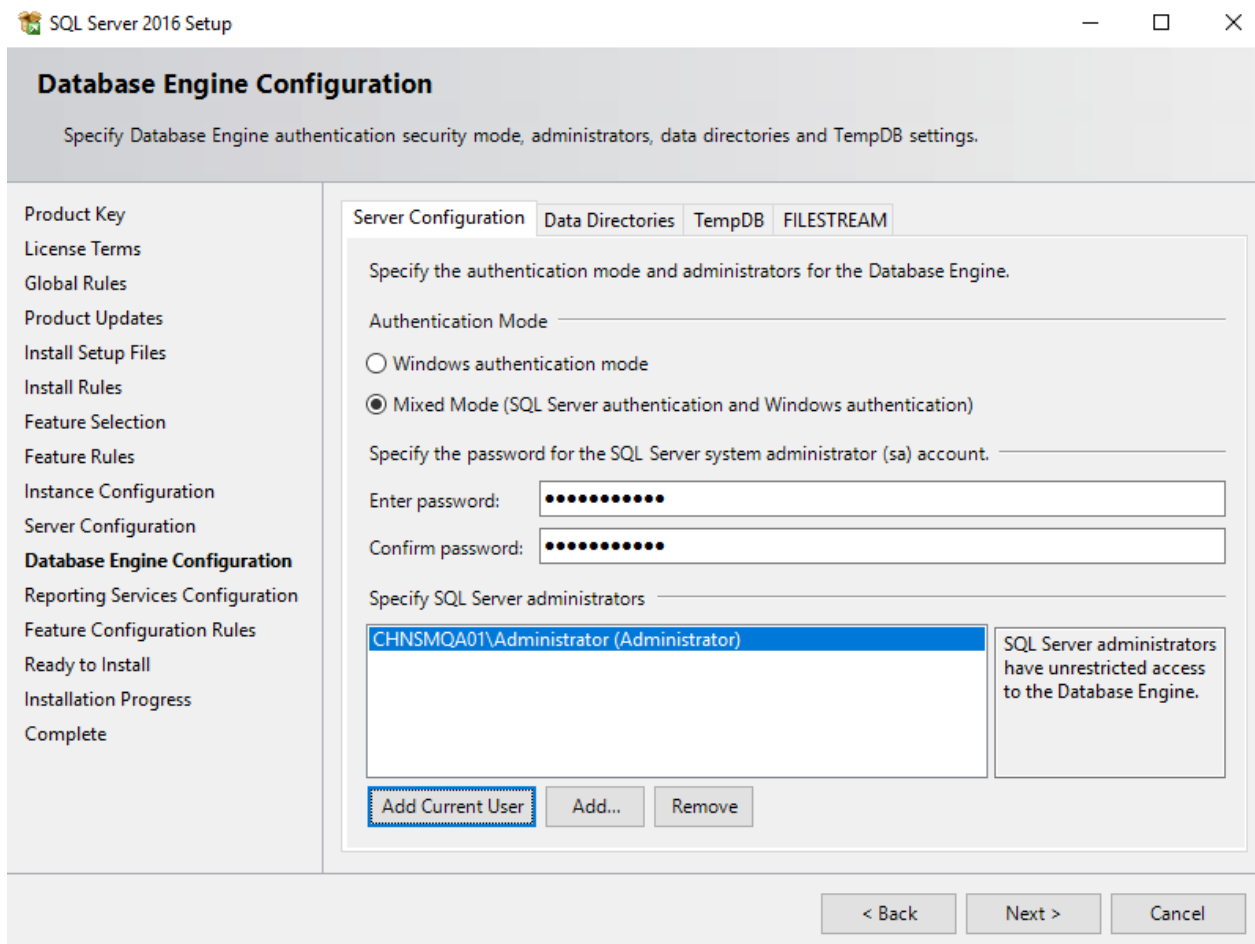 SQL Server 2016 Setup
Database Engine Configuration
Specify Database Engine authentication security mode, administrators, data directories and TempDB settings.
Product Key
License Terms
Global Rules
Product Updates
Install Setup Files
Install Rules
Feature Selection
Feature Rules
Instance Configuration
Server Configuration
Database Engine Configuration
Reporting Services Configuration
Feature Configuration Rules
Ready to Install
Installation Progress
Complete
Server Configuration Data Directories TempDB FILESTREAM
Specify the authentication mode and administrators for the Database Engine.
Authentication Mode
Windows authentication mode
Mixed Mode (SQL Server authentication and Windows authentication)
Specify the password for the SQL Server system administrator (sa) account.
Enter password: ●●●●●●●●●●●
Confirm password: ●●●●●●●●●●●
Specify SQL Server administrators
CHNSMQA01\Administrator (Administrator)
SQL Server administrators
have unrestricted access
to the Database Engine.
Add Current User Add... Remove
< Back Next > Cancel